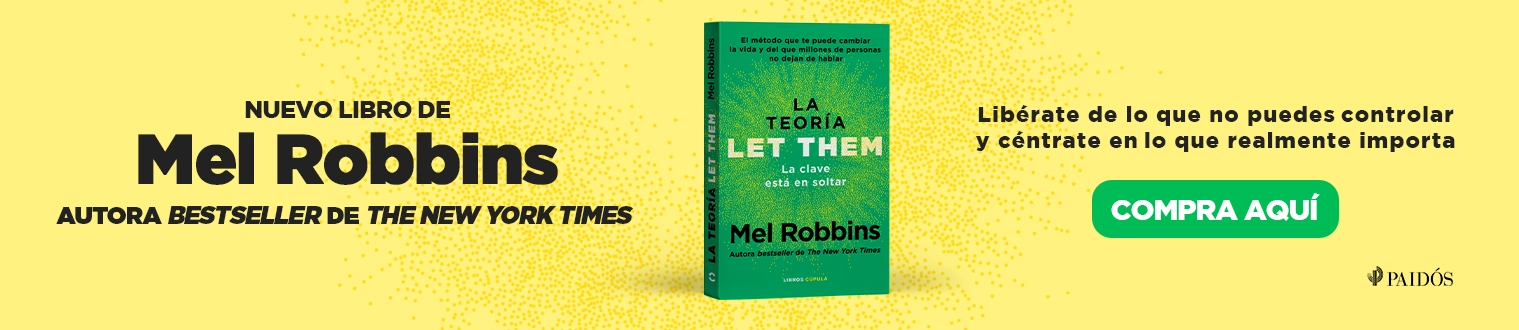 NUEVO LIBRO DE
Mel Robbins
AUTORA BESTSELLER DE THE NEW YORK TIMES
Mel Robbins
LA TEORÍA LET THEM
El método que te puede cambiar
la vida y del que millones de personas
no dejan de hablar
LA
TEORÍA
LET THEM
La clave
está en soltar
Mel Robbins
Autora bestseller de The New York Times
LIBROS CÚPULA
Libérate de lo que no puedes controlar
y céntrate en lo que realmente importa
COMPRA AQUÍ
PAIDÓS